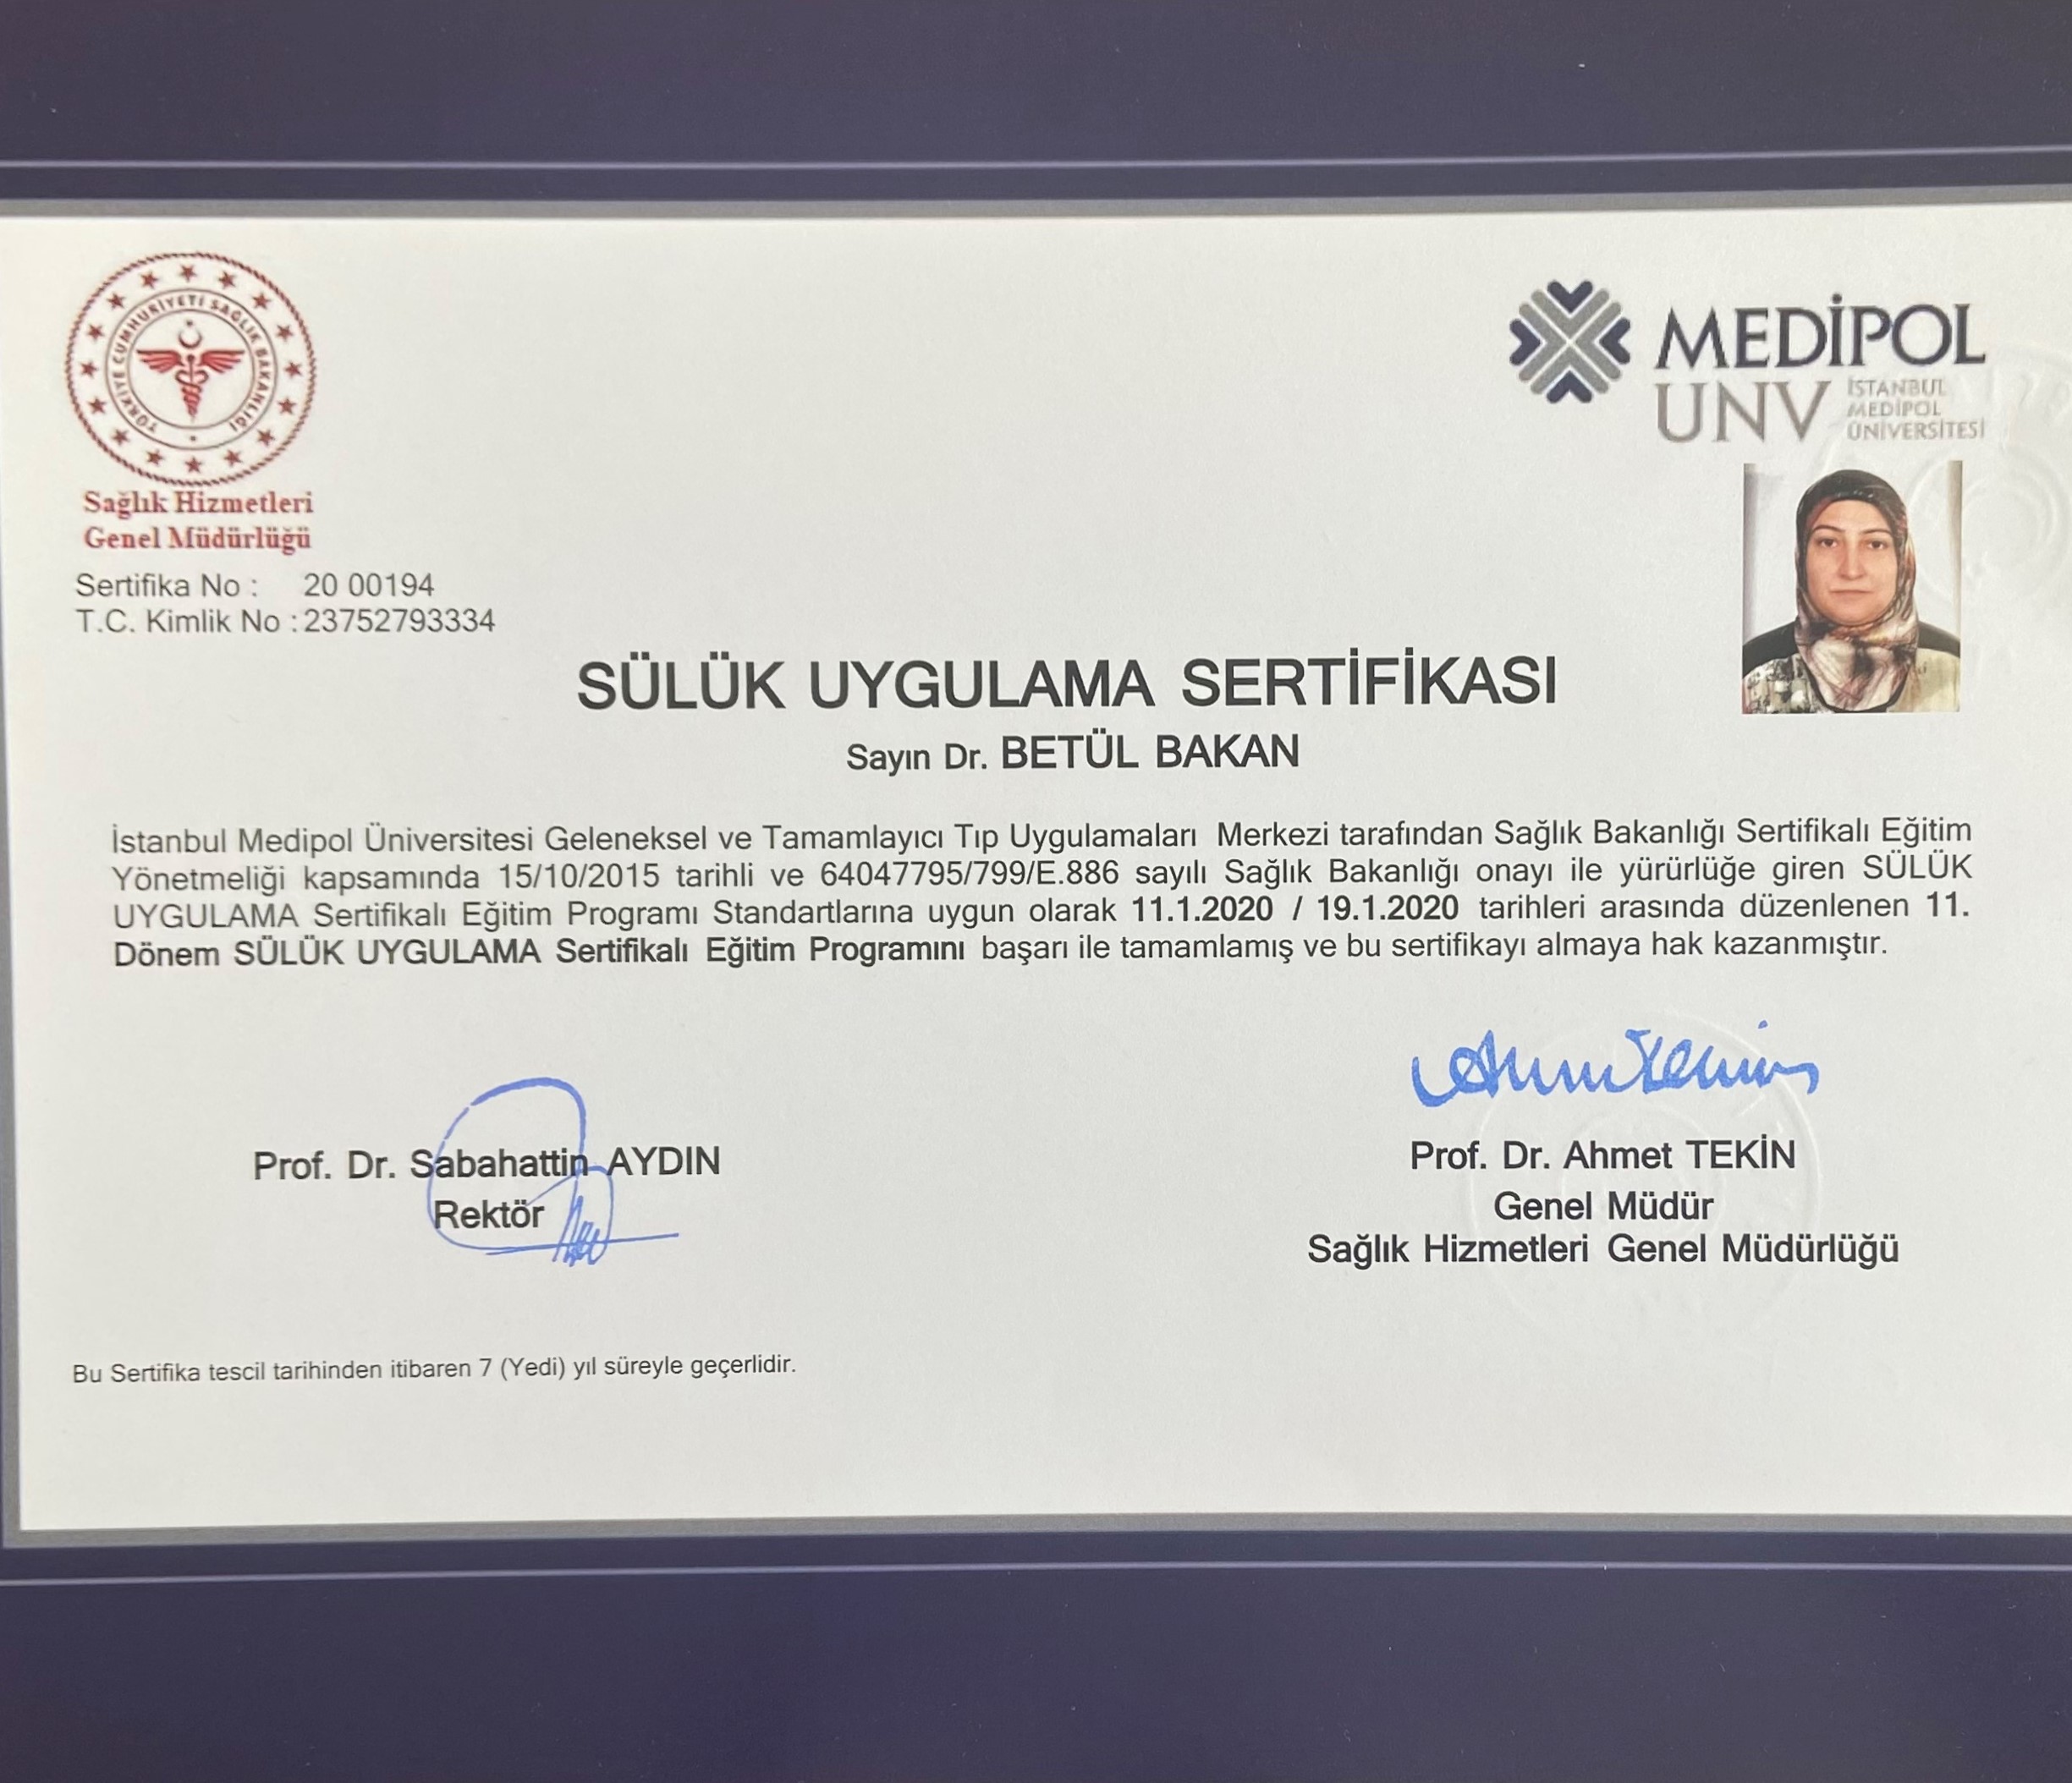 TÜRKİYE CUMHURİYETİ SAĞLIK BAKANLIĞI
Sağlık Hizmetleri
Genel Müdürlüğü
MEDİPOL
UNV
İSTANBUL
MEDİPOL
ÜNİVERSİTESİ
Sertifika No : 20 00194
T.C. Kimlik No : 23752793334
SÜLÜK UYGULAMA SERTİFİKASI
Sayın Dr. BETÜL BAKAN
İstanbul Medipol Üniversitesi Geleneksel ve Tamamlayıcı Tıp Uygulamaları Merkezi tarafından Sağlık Bakanlığı Sertifikalı Eğitim
Yönetmeliği kapsamında 15/10/2015 tarihli ve 64047795/799/E.886 sayılı Sağlık Bakanlığı onayı ile yürürlüğe giren SÜLÜK
UYGULAMA Sertifikalı Eğitim Programı Standartlarına uygun olarak 11.1.2020 / 19.1.2020 tarihleri arasında düzenlenen 11.
Dönem SÜLÜK UYGULAMA Sertifikalı Eğitim Programını başarı ile tamamlamış ve bu sertifikayı almaya hak kazanmıştır.
Prof. Dr. Sabahattin AYDIN
Rektör
Prof. Dr. Ahmet TEKİN
Genel Müdür
Sağlık Hizmetleri Genel Müdürlüğü
Bu Sertifika tescil tarihinden itibaren 7 (Yedi) yıl süreyle geçerlidir.